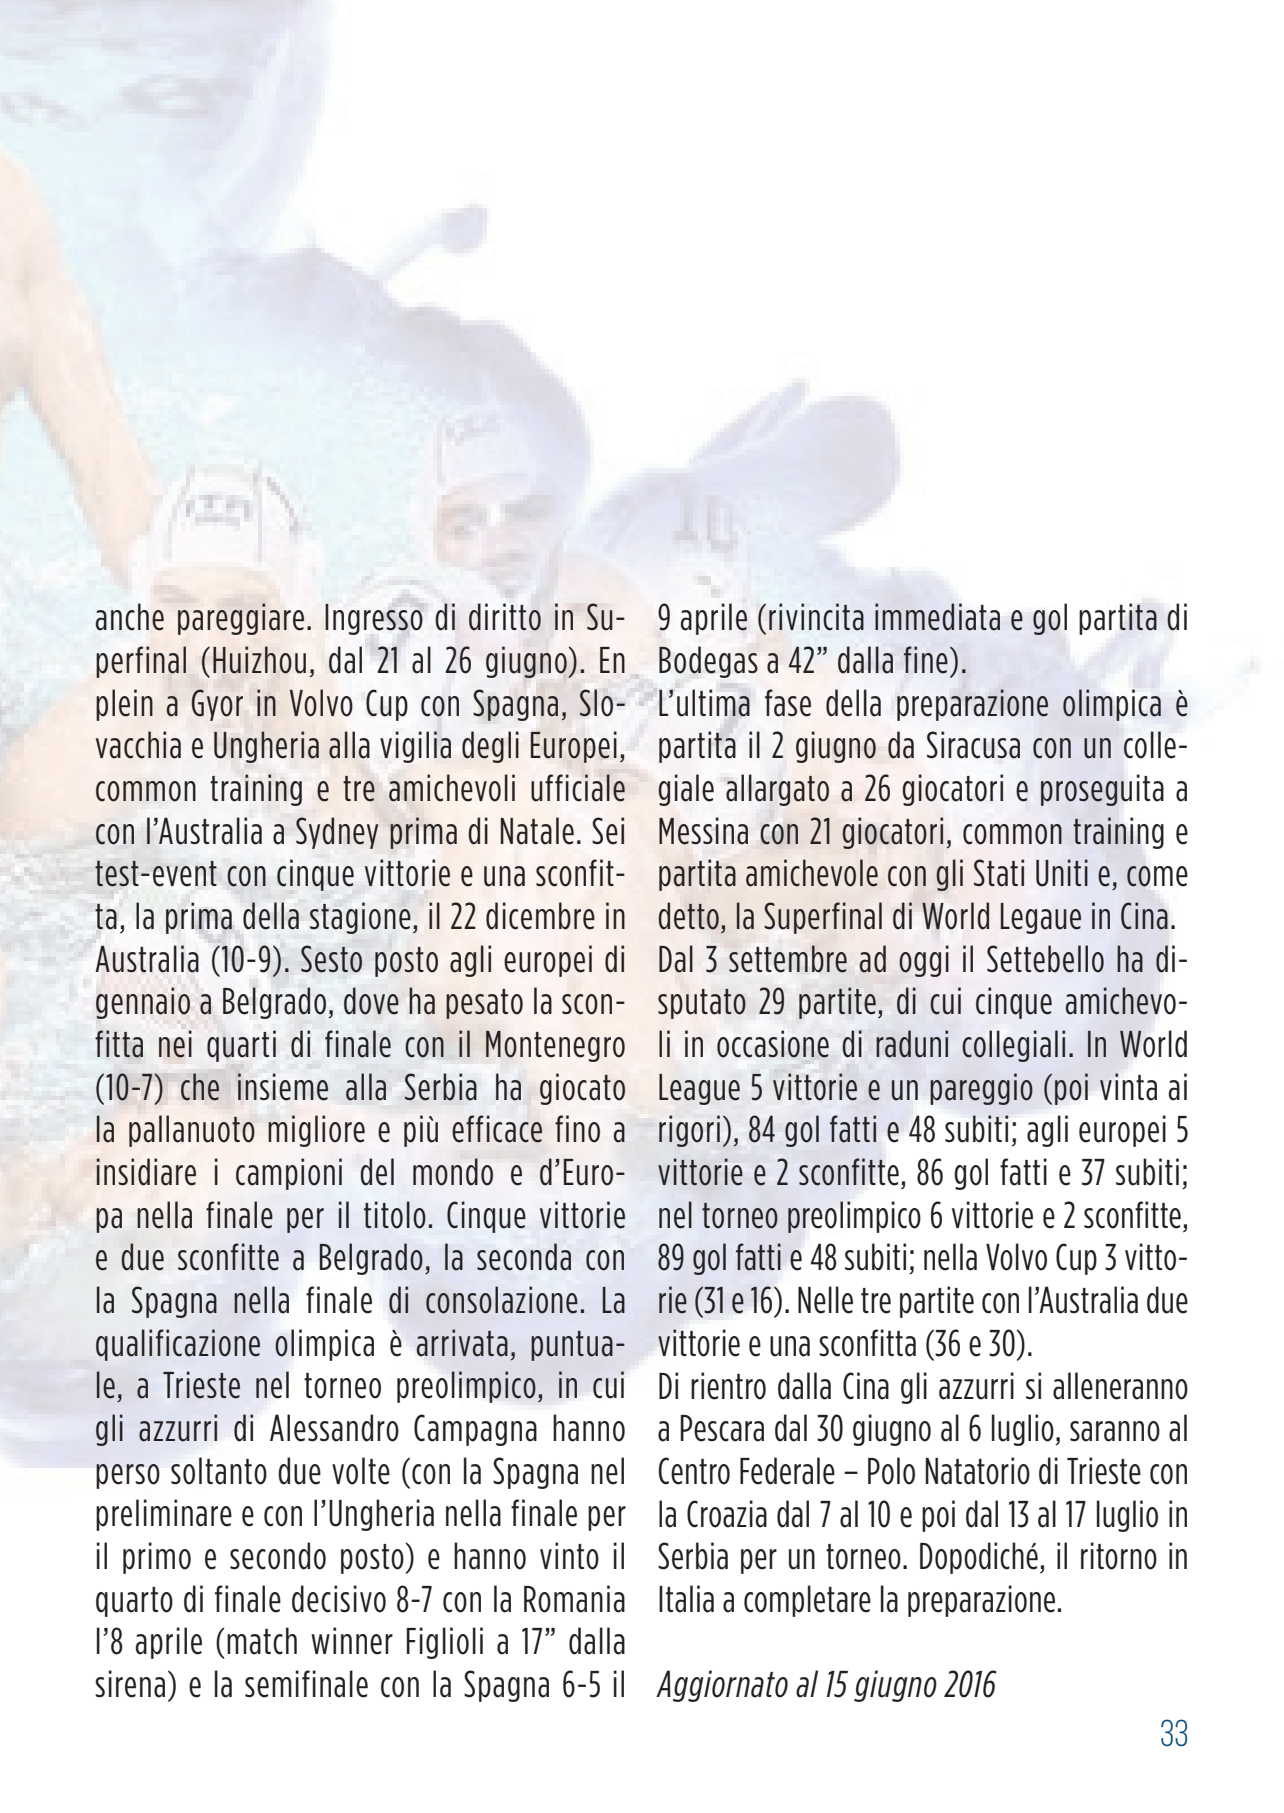 anche pareggiare. Ingresso di diritto in Su-
perfinal (Huizhou, dal 21 al 26 giugno). En
plein a Gyor in Volvo Cup con Spagna, Slo-
vacchia e Ungheria alla vigilia degli Europei,
common training e tre amichevoli ufficiale
con l’Australia a Sydney prima di Natale. Sei
test-event con cinque vittorie e una sconfit-
ta, la prima della stagione, il 22 dicembre in
Australia (10-9). Sesto posto agli europei di
gennaio a Belgrado, dove ha pesato la scon-
fitta nei quarti di finale con il Montenegro
(10-7) che insieme alla Serbia ha giocato
la pallanuoto migliore e più efficace fino a
insidiare i campioni del mondo e d’Euro-
pa nella finale per il titolo. Cinque vittorie
e due sconfitte a Belgrado, la seconda con
la Spagna nella finale di consolazione. La
qualificazione olimpica è arrivata, puntua-
le, a Trieste nel torneo preolimpico, in cui
gli azzurri di Alessandro Campagna hanno
perso soltanto due volte (con la Spagna nel
preliminare e con l’Ungheria nella finale per
il primo e secondo posto) e hanno vinto il
quarto di finale decisivo 8-7 con la Romania
l’8 aprile (match winner Figlioli a 17” dalla
sirena) e la semifinale con la Spagna 6-5 il
9 aprile (rivincita immediata e gol partita di
Bodegas a 42” dalla fine).
L’ultima fase della preparazione olimpica è
partita il 2 giugno da Siracusa con un colle-
giale allargato a 26 giocatori e proseguita a
Messina con 21 giocatori, common training e
partita amichevole con gli Stati Uniti e, come
detto, la Superfinal di World Legaue in Cina.
Dal 3 settembre ad oggi il Settebello ha di-
sputato 29 partite, di cui cinque amichevo-
li in occasione di raduni collegiali. In World
League 5 vittorie e un pareggio (poi vinta ai
rigori), 84 gol fatti e 48 subiti; agli europei 5
vittorie e 2 sconfitte, 86 gol fatti e 37 subiti;
nel torneo preolimpico 6 vittorie e 2 sconfitte,
89 gol fatti e 48 subiti; nella Volvo Cup 3 vitto-
rie (31 e 16). Nelle tre partite con l’Australia due
vittorie e una sconfitta (36 e 30).
Di rientro dalla Cina gli azzurri si alleneranno
a Pescara dal 30 giugno al 6 luglio, saranno al
Centro Federale – Polo Natatorio di Trieste con
la Croazia dal 7 al 10 e poi dal 13 al 17 luglio in
Serbia per un torneo. Dopodiché, il ritorno in
Italia a completare la preparazione.
Aggiornato al 15 giugno 2016
33